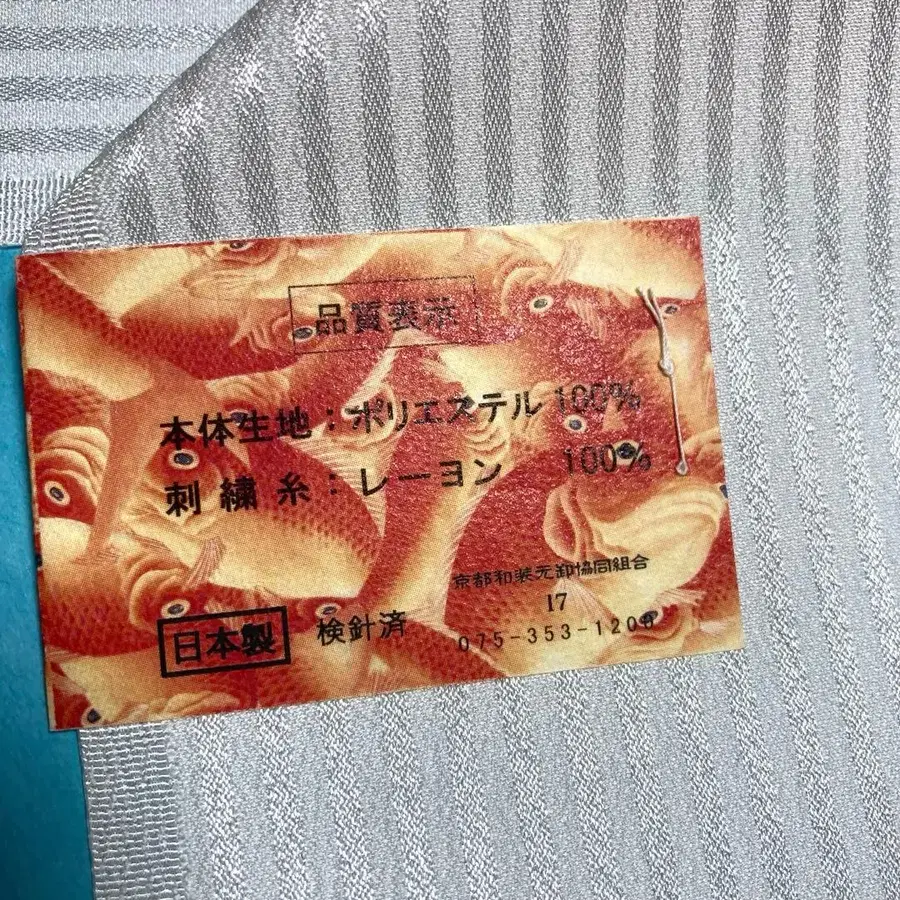 品質表示
本体生地：ポリエステル 100%
刺繍糸：レーヨン 100%
京都和装元卸協同組合
17
日本製 検針済 075-353-1200